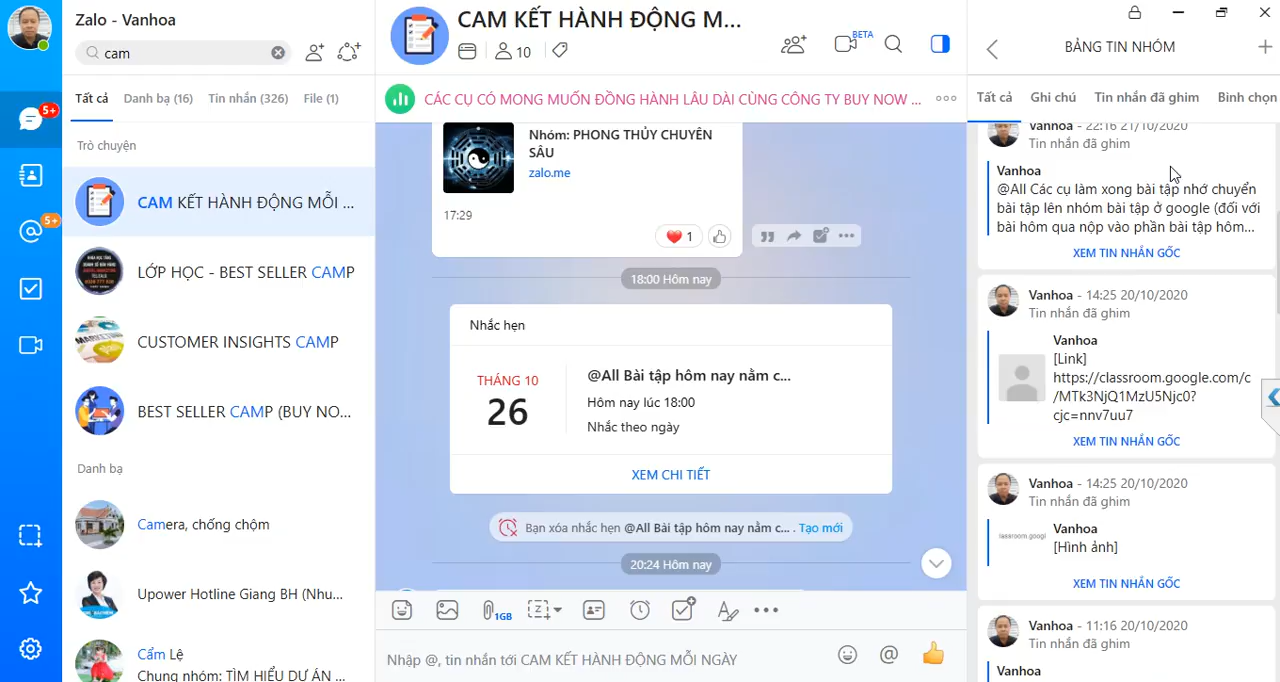 Zalo - Vanhoa
cam
Tất cả
Danh bạ (16)
Tin nhắn (326)
File (1)
Trò chuyện
CAM KẾT HÀNH ĐỘNG MỖI ...
LỚP HỌC - BEST SELLER CAMP
CUSTOMER INSIGHTS CAMP
BEST SELLER CAMP (BUY NO...
Danh bạ
Camera, chống chộm
Upower Hotline Giang BH (Nhu...
Cẩm Lệ
Chung nhóm: TÌM HIỂU DỰ ÁN ...
5+
5+
CAM KẾT HÀNH ĐỘNG M...
10
BETA
CÁC CỤ CÓ MONG MUỐN ĐỒNG HÀNH LÂU DÀI CÙNG CÔNG TY BUY NOW ...
Nhóm: PHONG THỦY CHUYÊN
SÂU
zalo.me
17:29
1
18:00 Hôm nay
Nhắc hẹn
THÁNG 10
26
@All Bài tập hôm nay nằm c...
Hôm nay lúc 18:00
Nhắc theo ngày
XEM CHI TIẾT
Bạn xóa nhắc hẹn @All Bài tập hôm nay nằm c... . Tạo mới
20:24 Hôm nay
1GB
Nhập @, tin nhắn tới CAM KẾT HÀNH ĐỘNG MỖI NGÀY
BẢNG TIN NHÓM
Tất cả
Ghi chú
Tin nhắn đã ghim
Bình chọn
Vanhoa - 22:16 21/10/2020
Tin nhắn đã ghim
Vanhoa
@All Các cụ làm xong bài tập nhớ chuyển
bài tập lên nhóm bài tập ở google (đối với
bài hôm qua nộp vào phần bài tập hôm...
XEM TIN NHẮN GỐC
Vanhoa - 14:25 20/10/2020
Tin nhắn đã ghim
Vanhoa
[Link]
https://classroom.google.com/c
/MTk3NjQ1MzU5Njc0?
cjc=nnv7uu7
XEM TIN NHẮN GỐC
Vanhoa - 14:25 20/10/2020
Tin nhắn đã ghim
Vanhoa
[Hình ảnh]
XEM TIN NHẮN GỐC
Vanhoa - 11:16 20/10/2020
Tin nhắn đã ghim
Vanhoa